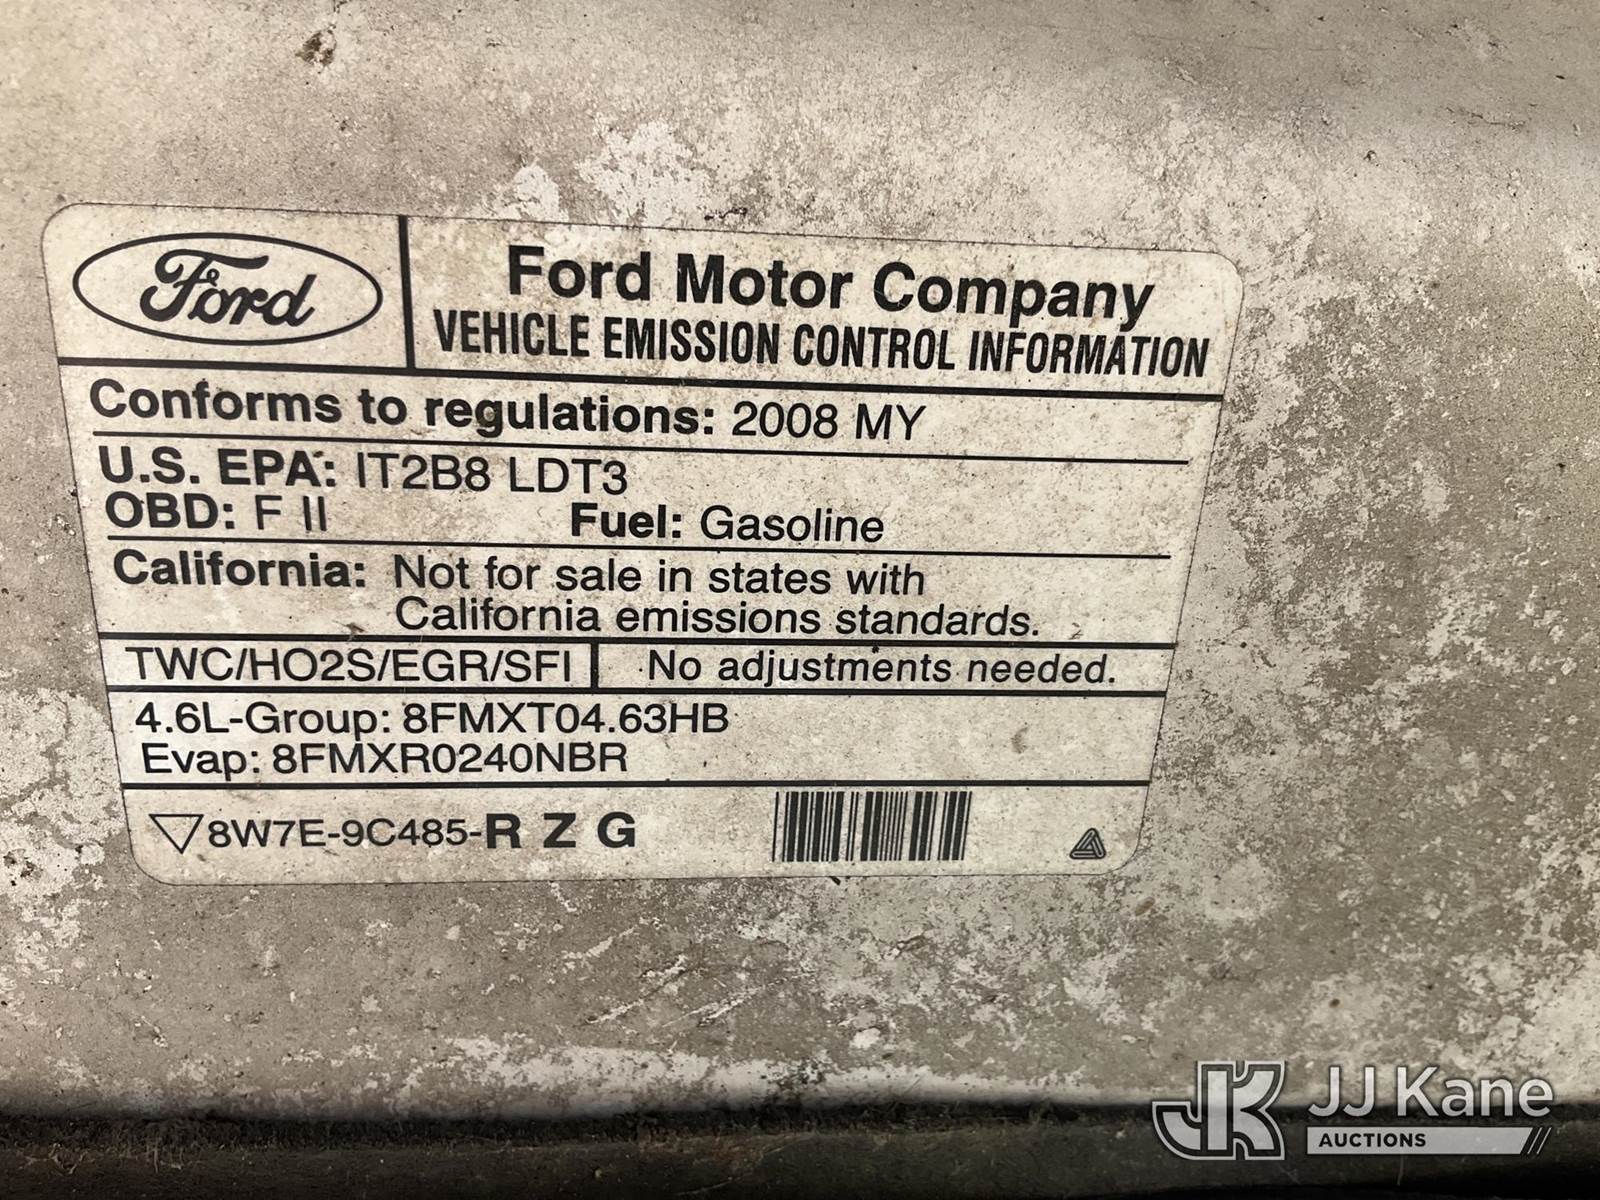 Ford
Ford Motor Company
VEHICLE EMISSION CONTROL INFORMATION
Conforms to regulations: 2008 MY
U.S. EPA: IT2B8 LDT3
OBD: F II Fuel: Gasoline
California: Not for sale in states with
California emissions standards.
TWC/HO2S/EGR/SFI No adjustments needed.
4.6L-Group: 8FMXT04.63HB
Evap: 8FMXR0240NBR
8W7E-9C485-R Z G
JK JJ Kane
AUCTIONS